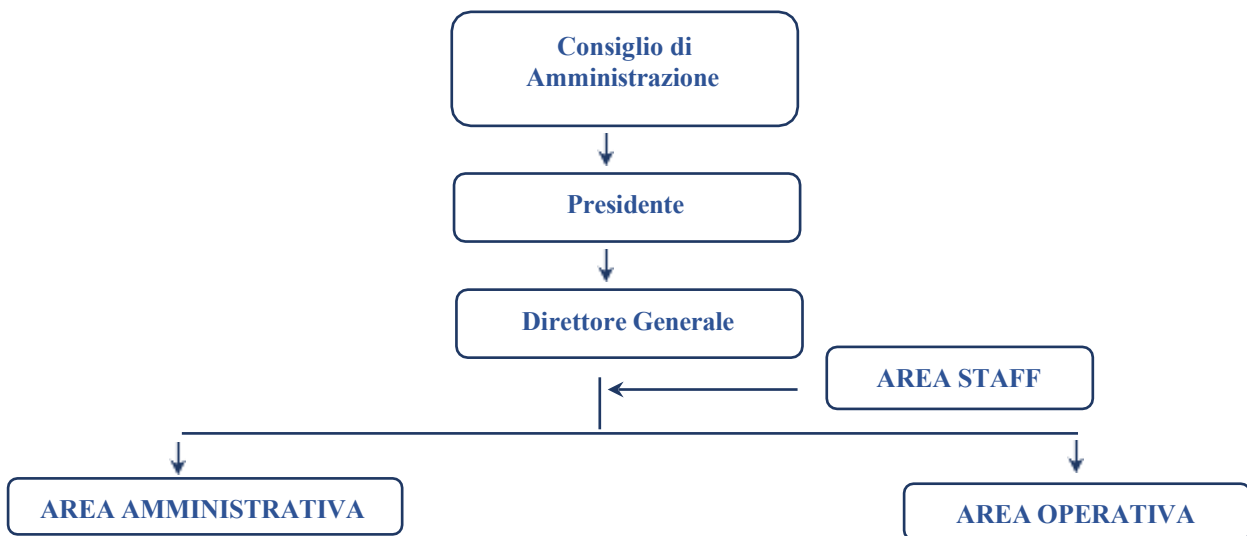 Consiglio di
Amministrazione
Presidente
Direttore Generale
AREA STAFF
AREA AMMINISTRATIVA
AREA OPERATIVA